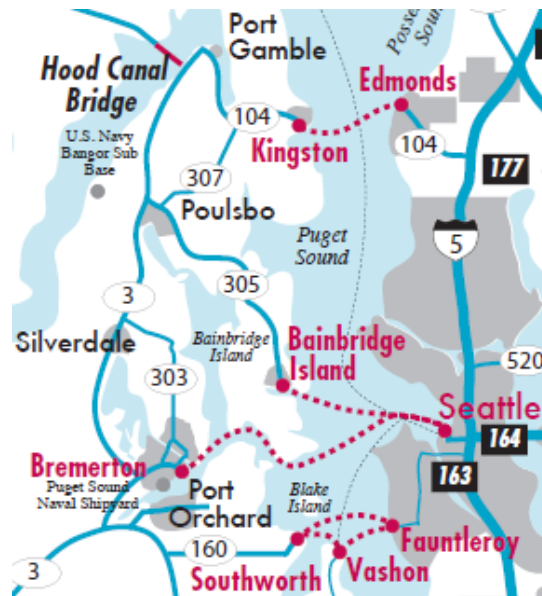 Port
Gamble
Hood Canal
Bridge
U.S. Navy
Bangor Sub
Base
Edmonds
104
Kingston
104
307
177
Poulsbo
Puget
Sound
5
305
3
Silverdale
Bainbridge
Island
Bainbridge
Island
520
303
Seattle
164
Bremerton
163
Puget Sound
Naval Shipyard
Port
Orchard
Blake
Island
Fauntleroy
160
Southworth
Vashon
3